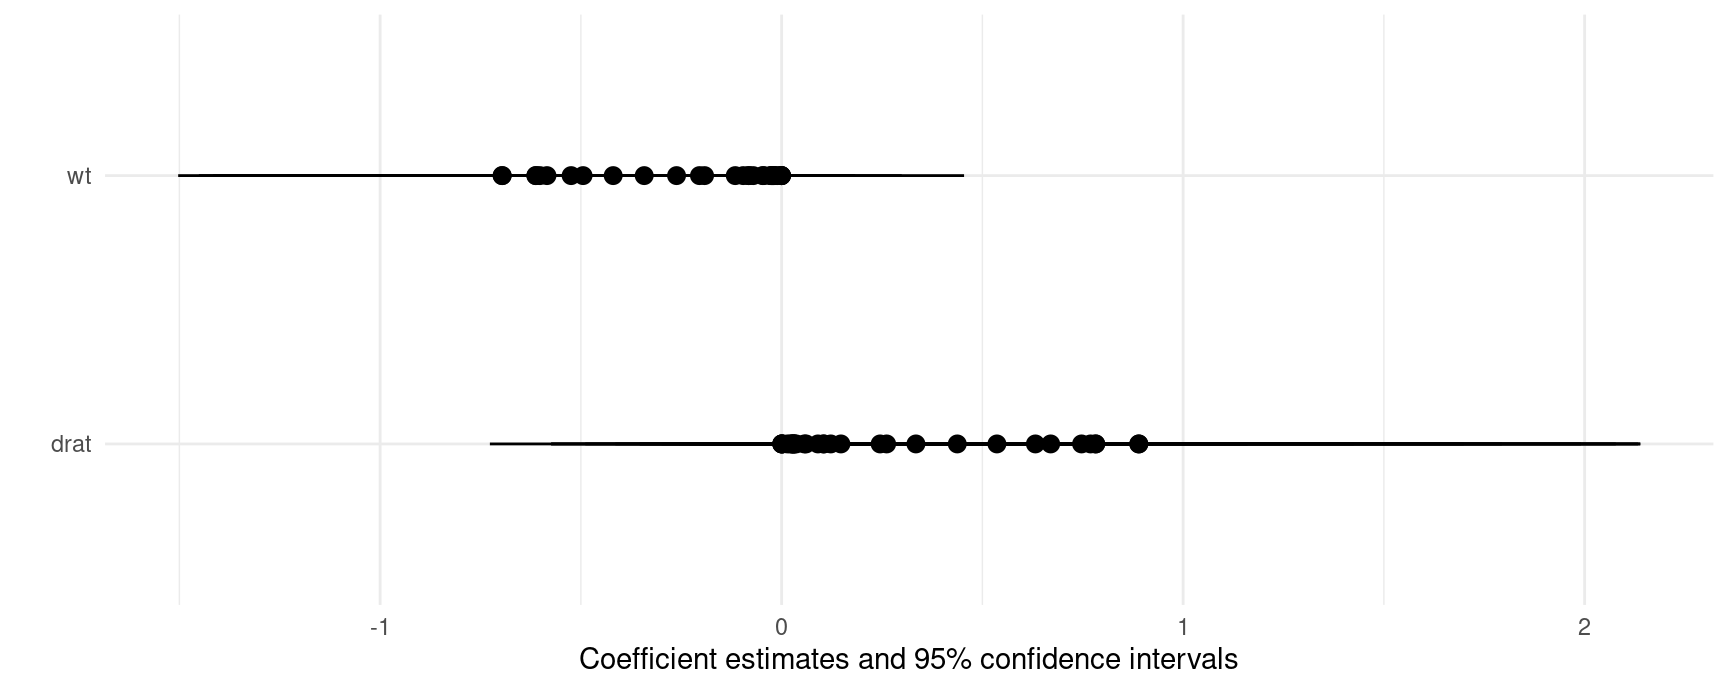 wt
drat
-1 0 1 2
Coefficient estimates and 95% confidence intervals